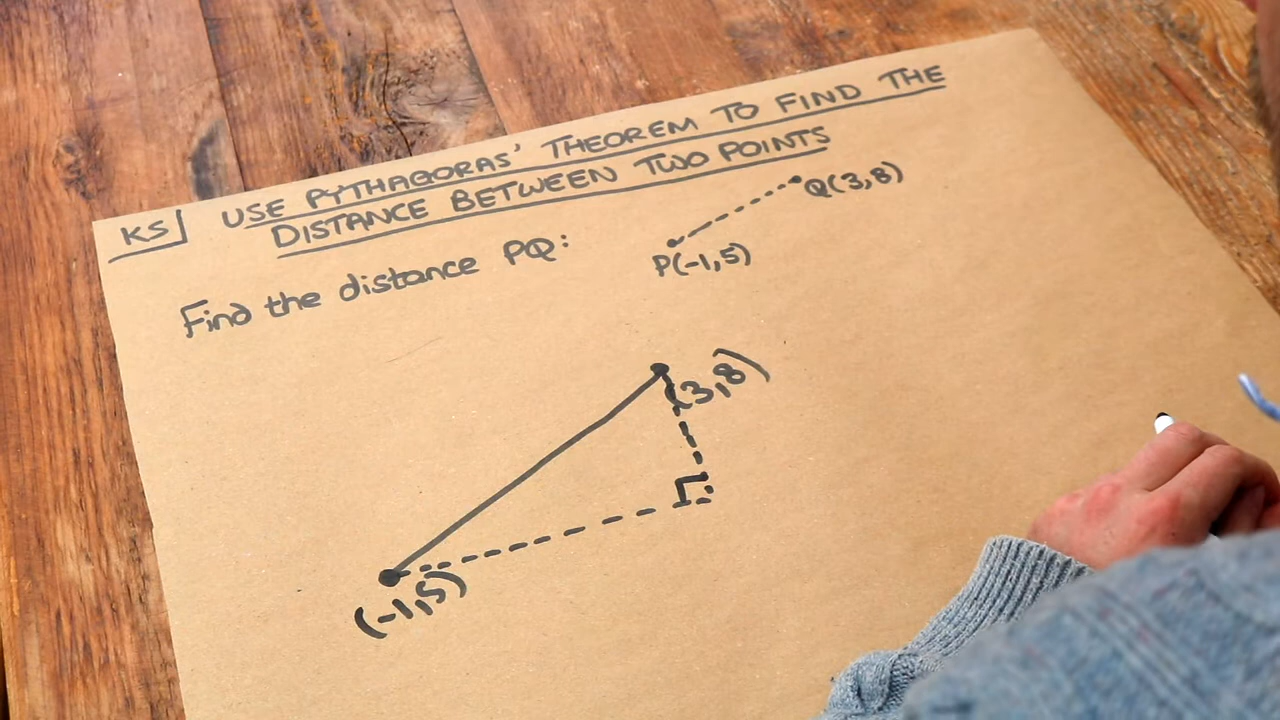 KS USE PYTHAGORAS' THEOREM TO FIND THE
DISTANCE BETWEEN TWO POINTS
Find the distance PQ:
Q(3,8)
P(-1,5)
(3,8)
(-1,5)